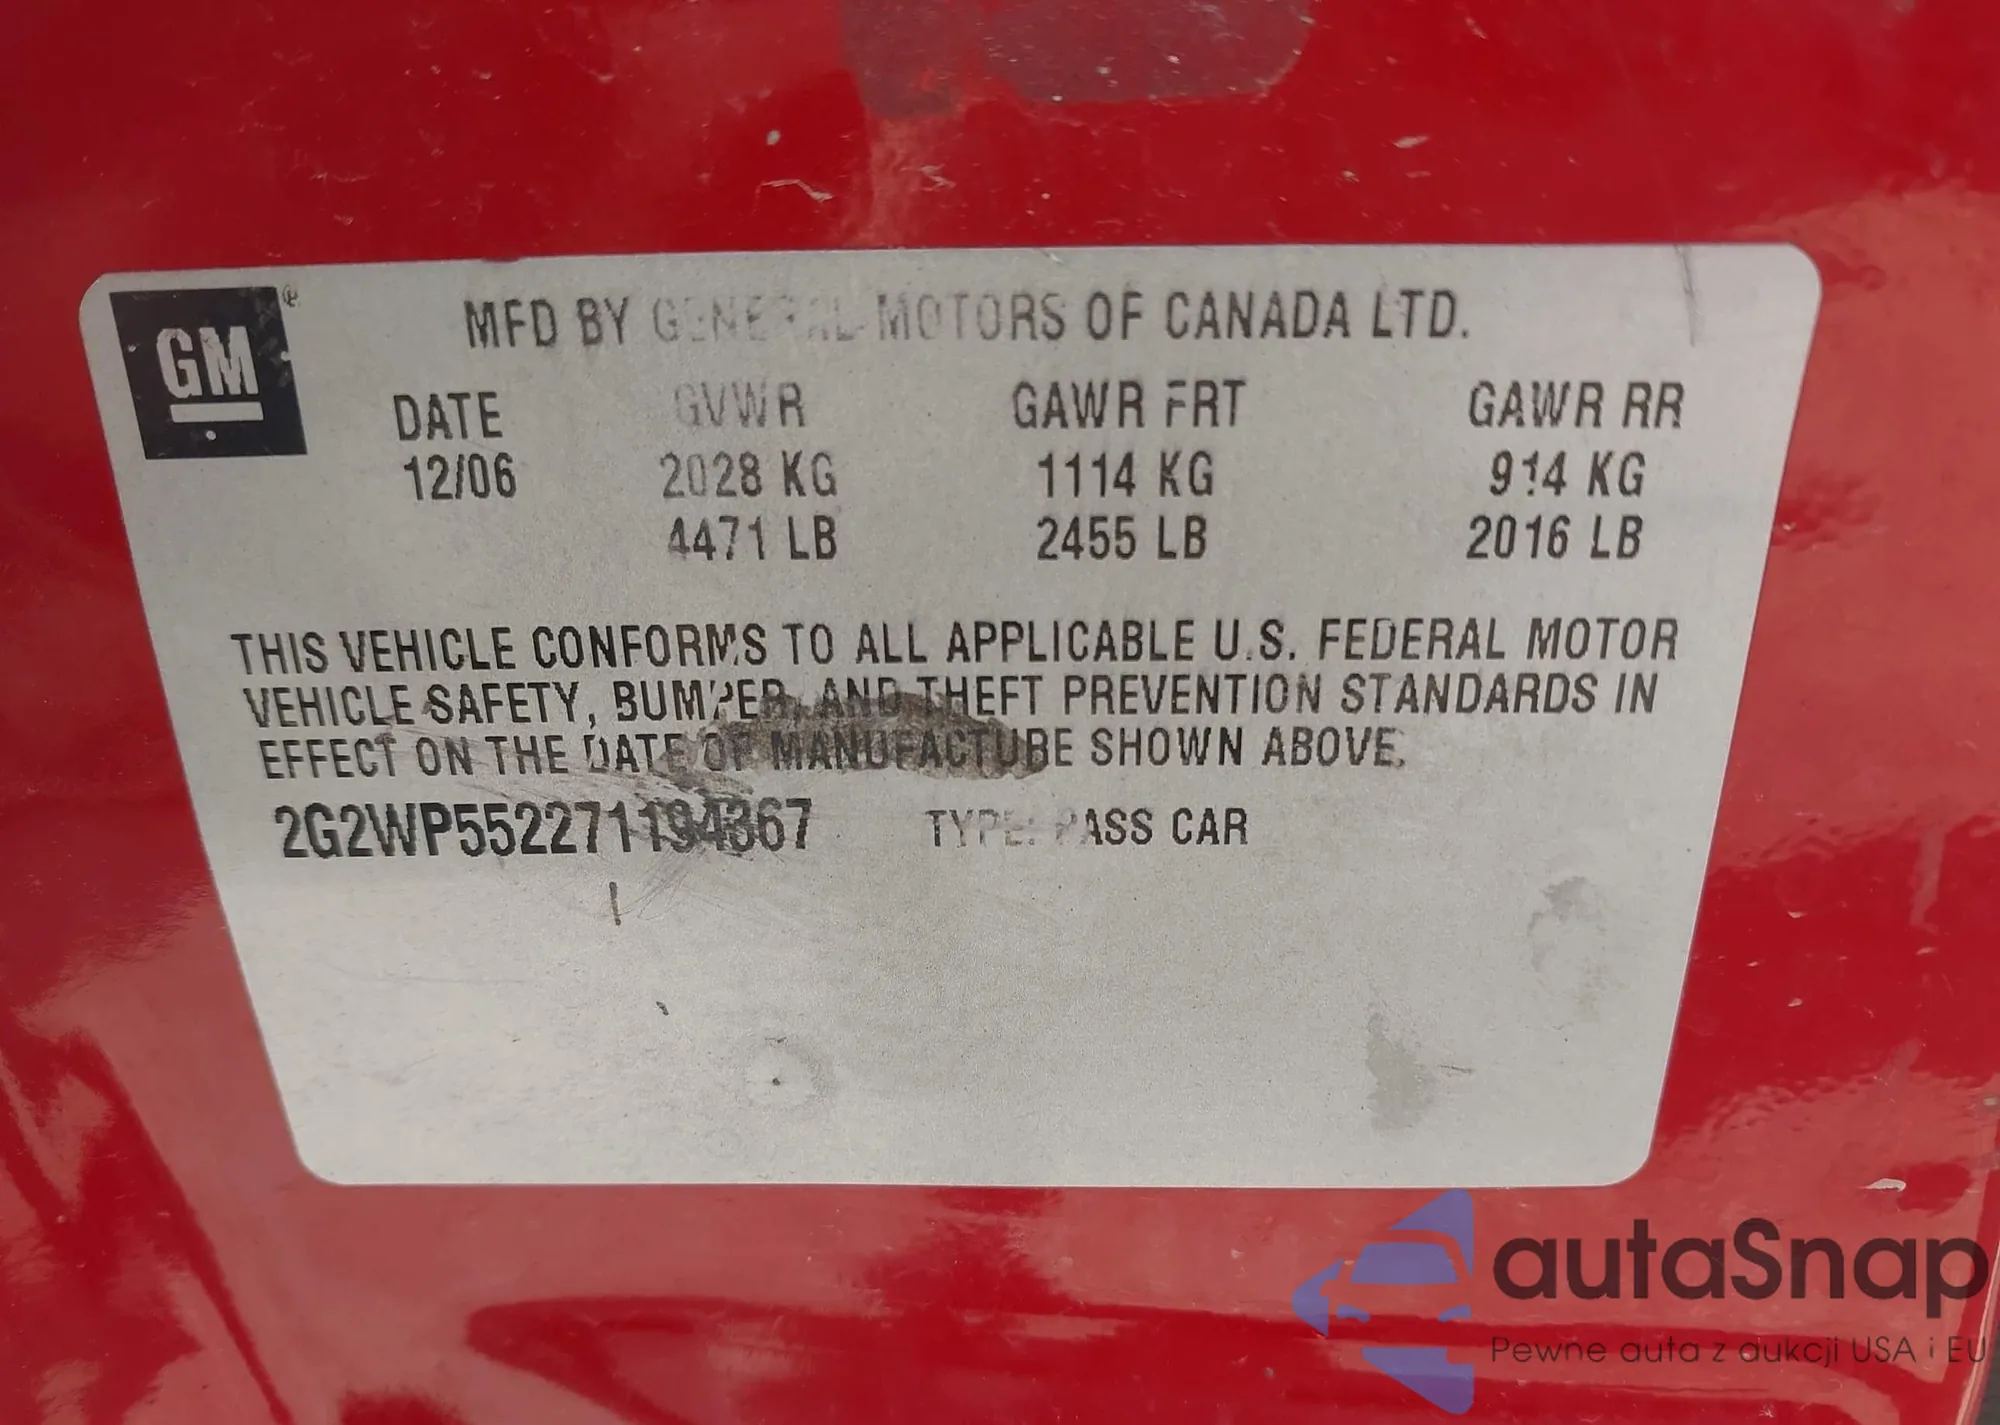 GM
®
MFD BY GENERAL MOTORS OF CANADA LTD.
DATE GVWR GAWR FRT GAWR RR
12/06 2028 KG 1114 KG 914 KG
4471 LB 2455 LB 2016 LB
THIS VEHICLE CONFORMS TO ALL APPLICABLE U.S. FEDERAL MOTOR
VEHICLE SAFETY, BUMPER, AND THEFT PREVENTION STANDARDS IN
EFFECT ON THE DATE OF MANUFACTURE SHOWN ABOVE.
2G2WP552271194367 TYPE: PASS CAR
autaSnap
Pewne auta z aukcji USA i EU